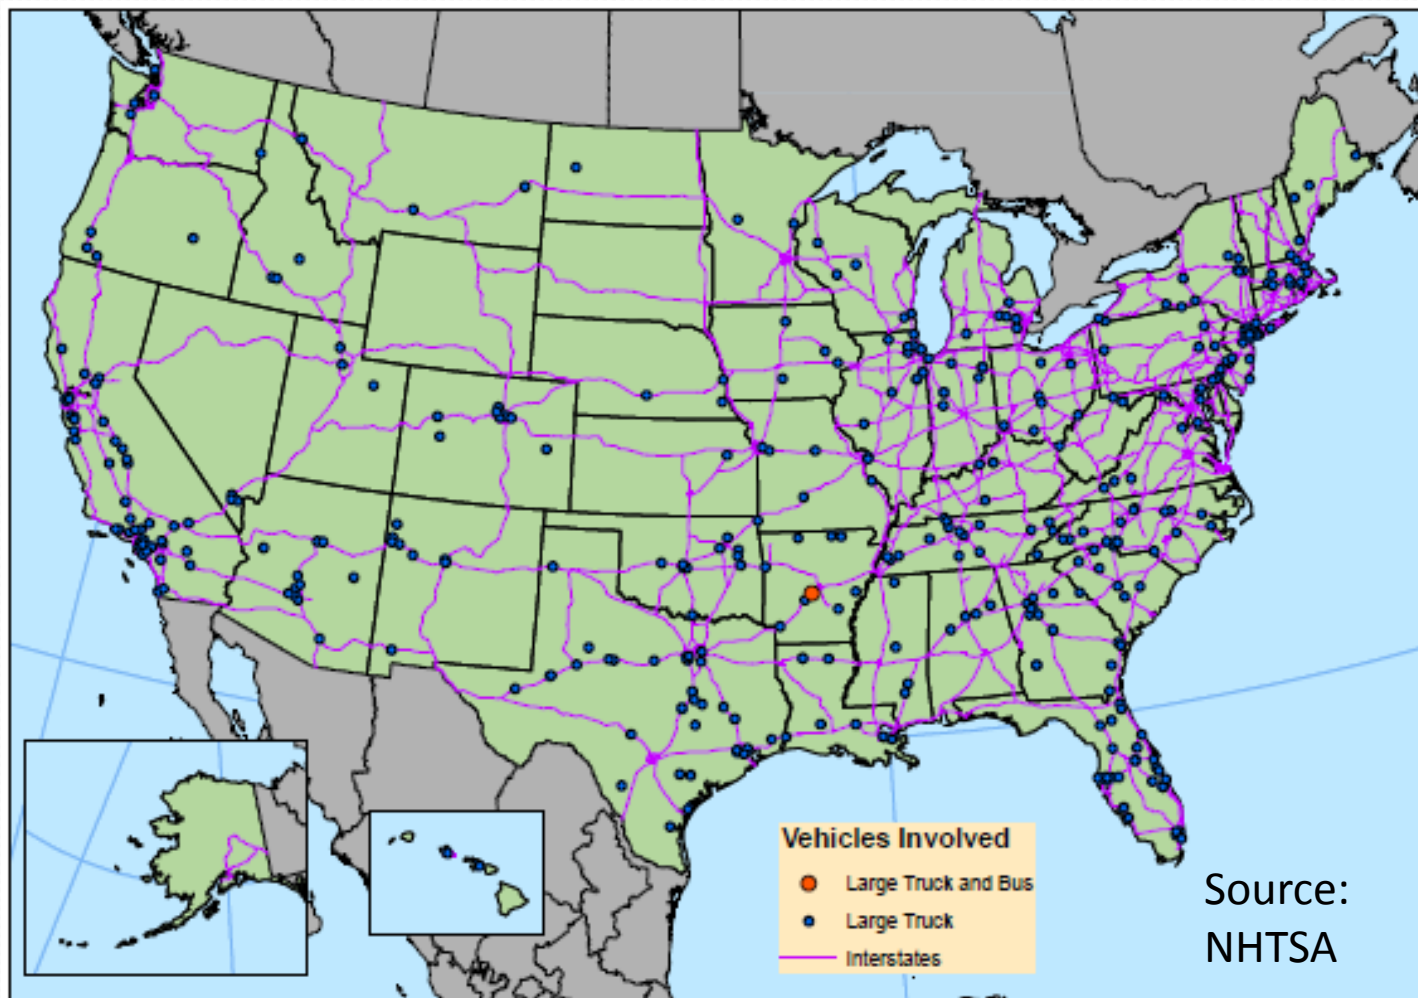 Vehicles Involved
Large Truck and Bus
Large Truck
Interstates
Source:
NHTSA